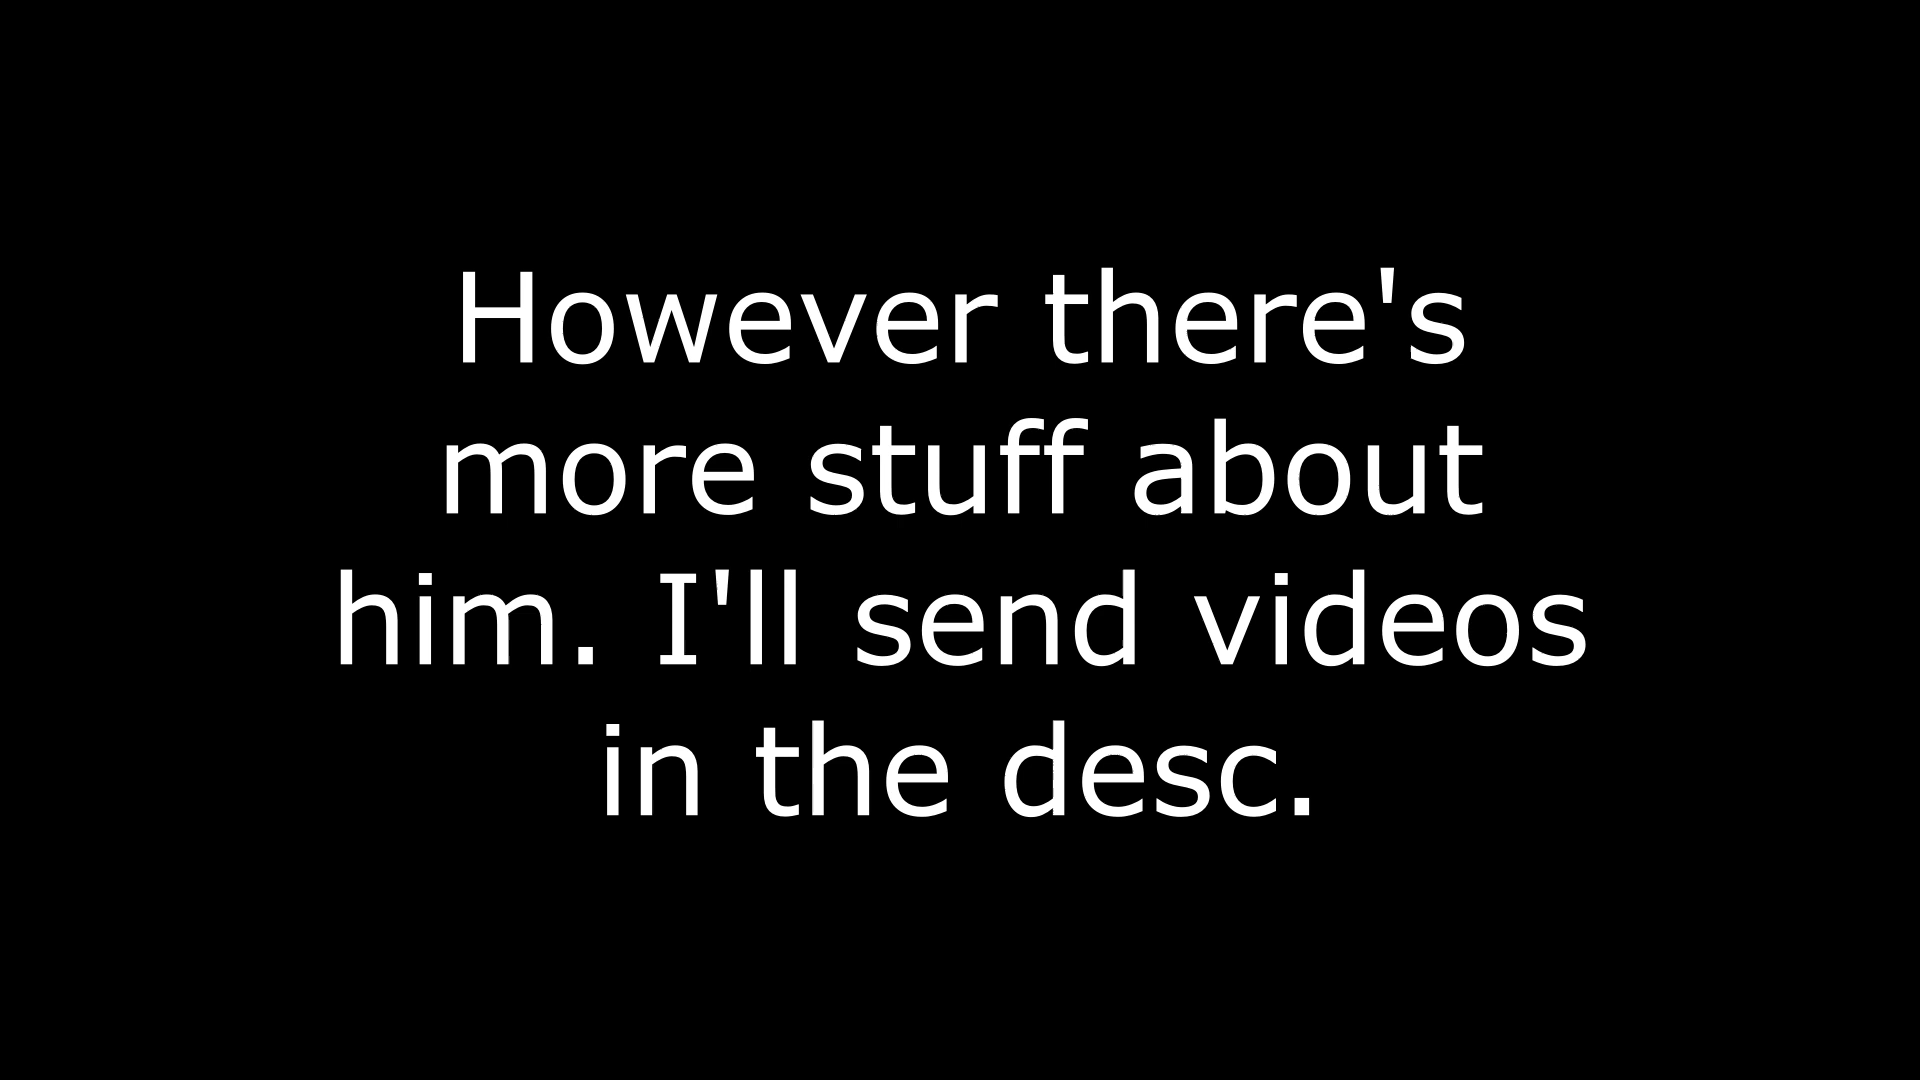 However there's
more stuff about
him. I'll send videos
in the desc.